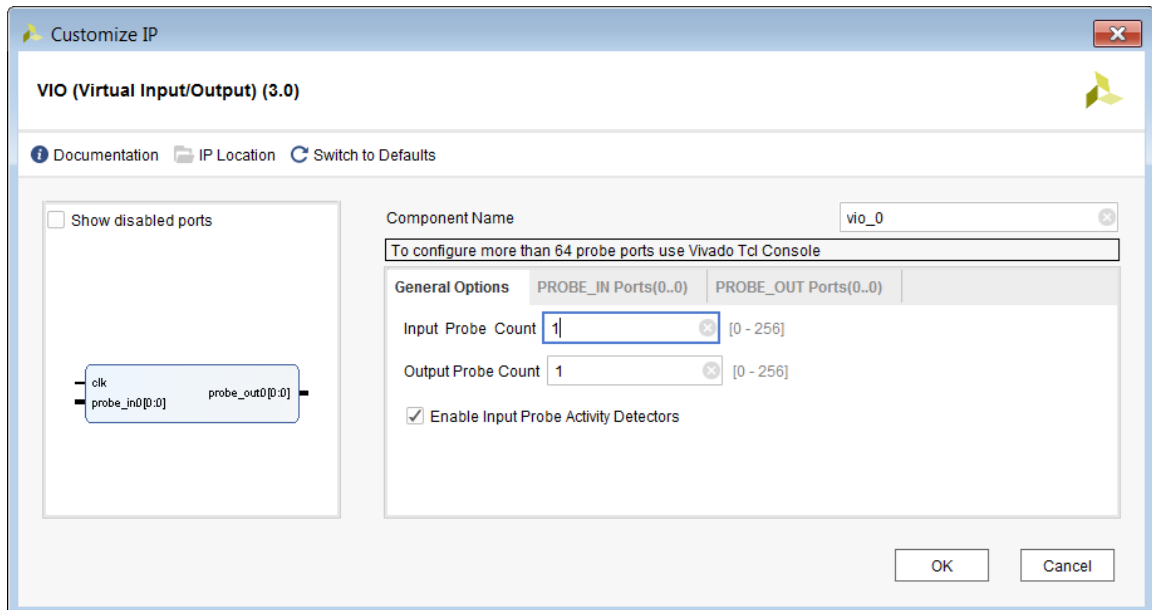 Customize IP
VIO (Virtual Input/Output) (3.0)
Documentation IP Location Switch to Defaults
Show disabled ports
clk
probe_in0[0:0]
probe_out0[0:0]
Component Name vio_0
To configure more than 64 probe ports use Vivado Tcl Console
General Options PROBE_IN Ports(0..0) PROBE_OUT Ports(0..0)
Input Probe Count 1 [0 - 256]
Output Probe Count 1 [0 - 256]
Enable Input Probe Activity Detectors
OK Cancel